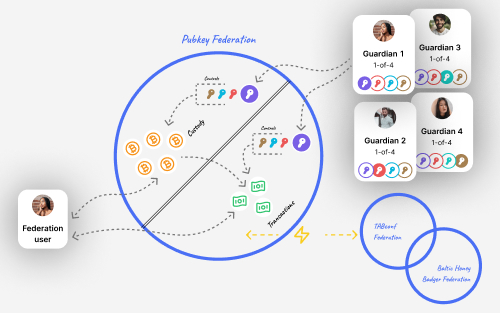 Pubkey Federation
Guardian 1
1-of-4
Guardian 3
1-of-4
Guardian 2
1-of-4
Guardian 4
1-of-4
Controls
Custody
Controls
Transactions
Federation
user
TABconf
Federation
Baltic Honey
Badger Federation